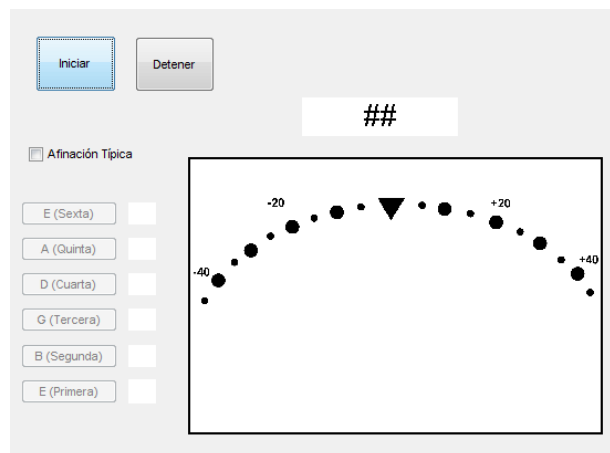 Iniciar
Detener
##
Afinación Típica
-20
+20
-40
+40
E (Sexta)
A (Quinta)
D (Cuarta)
G (Tercera)
B (Segunda)
E (Primera)